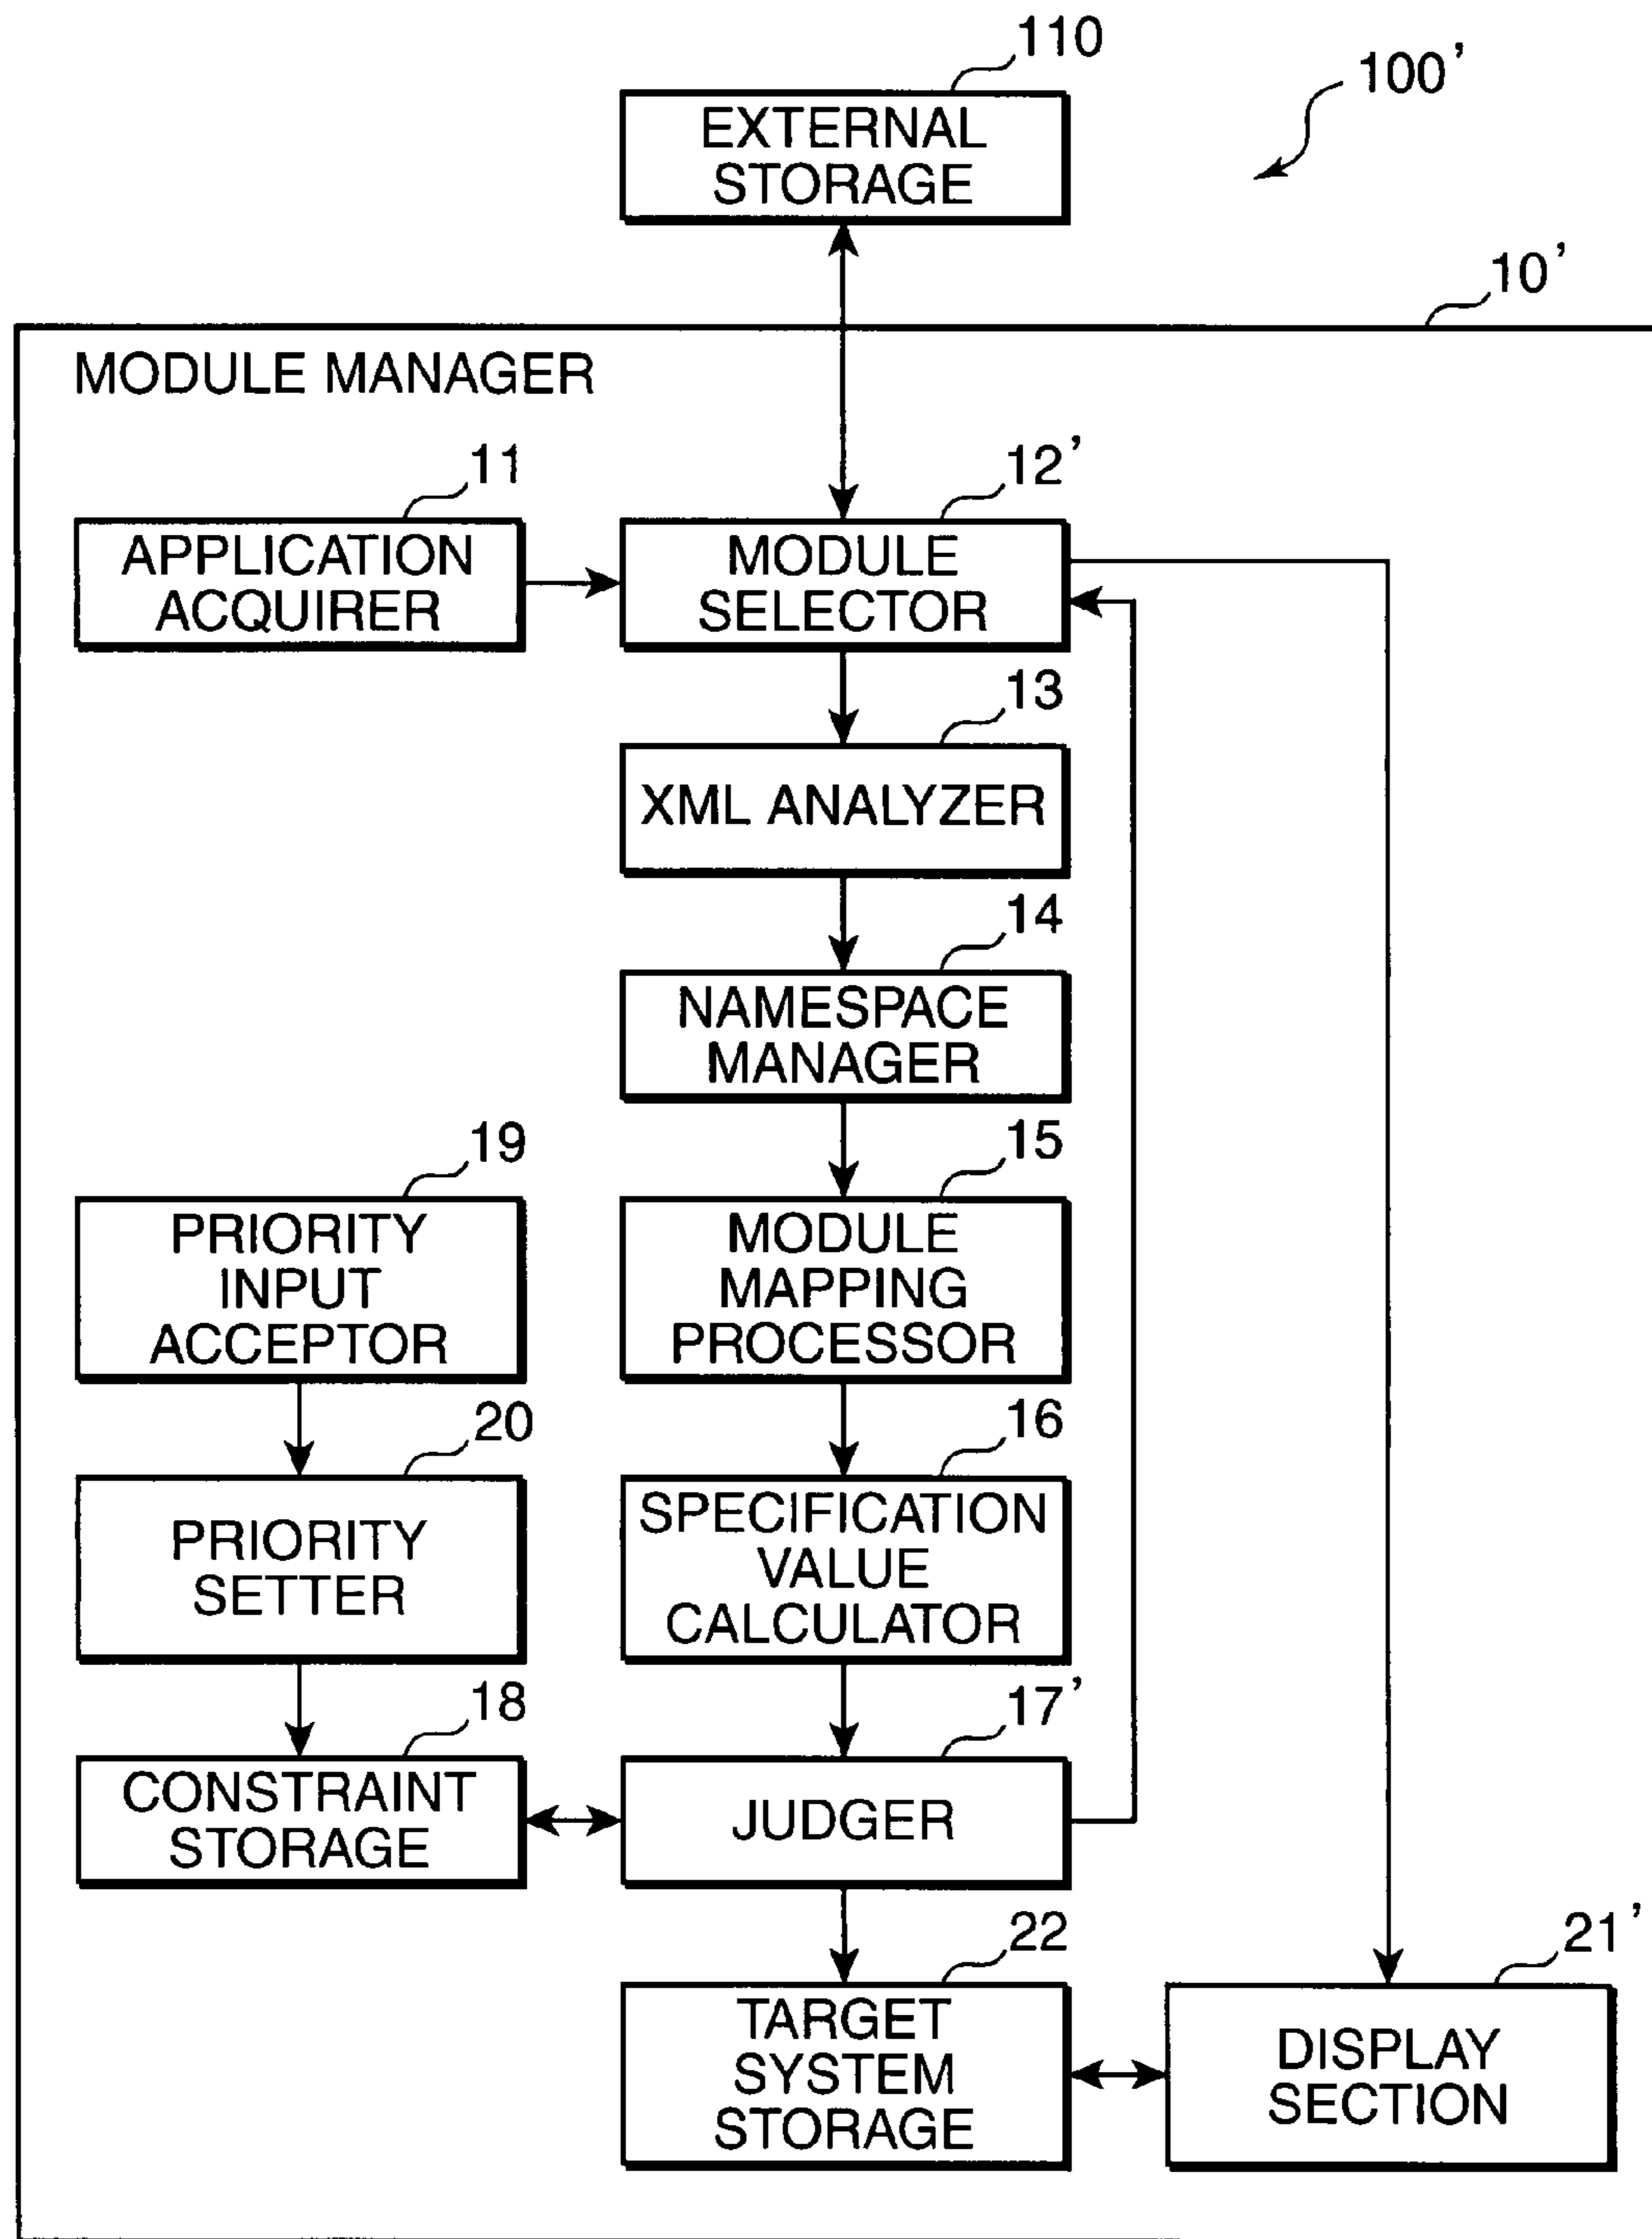 110
100'
EXTERNAL
STORAGE
10'
MODULE MANAGER
11
12'
APPLICATION
ACQUIRER
MODULE
SELECTOR
13
XML ANALYZER
14
NAMESPACE
MANAGER
19
15
PRIORITY
INPUT
ACCEPTOR
MODULE
MAPPING
PROCESSOR
20
16
PRIORITY
SETTER
SPECIFICATION
VALUE
CALCULATOR
18
17'
CONSTRAINT
STORAGE
JUDGER
22
21'
TARGET
SYSTEM
STORAGE
DISPLAY
SECTION